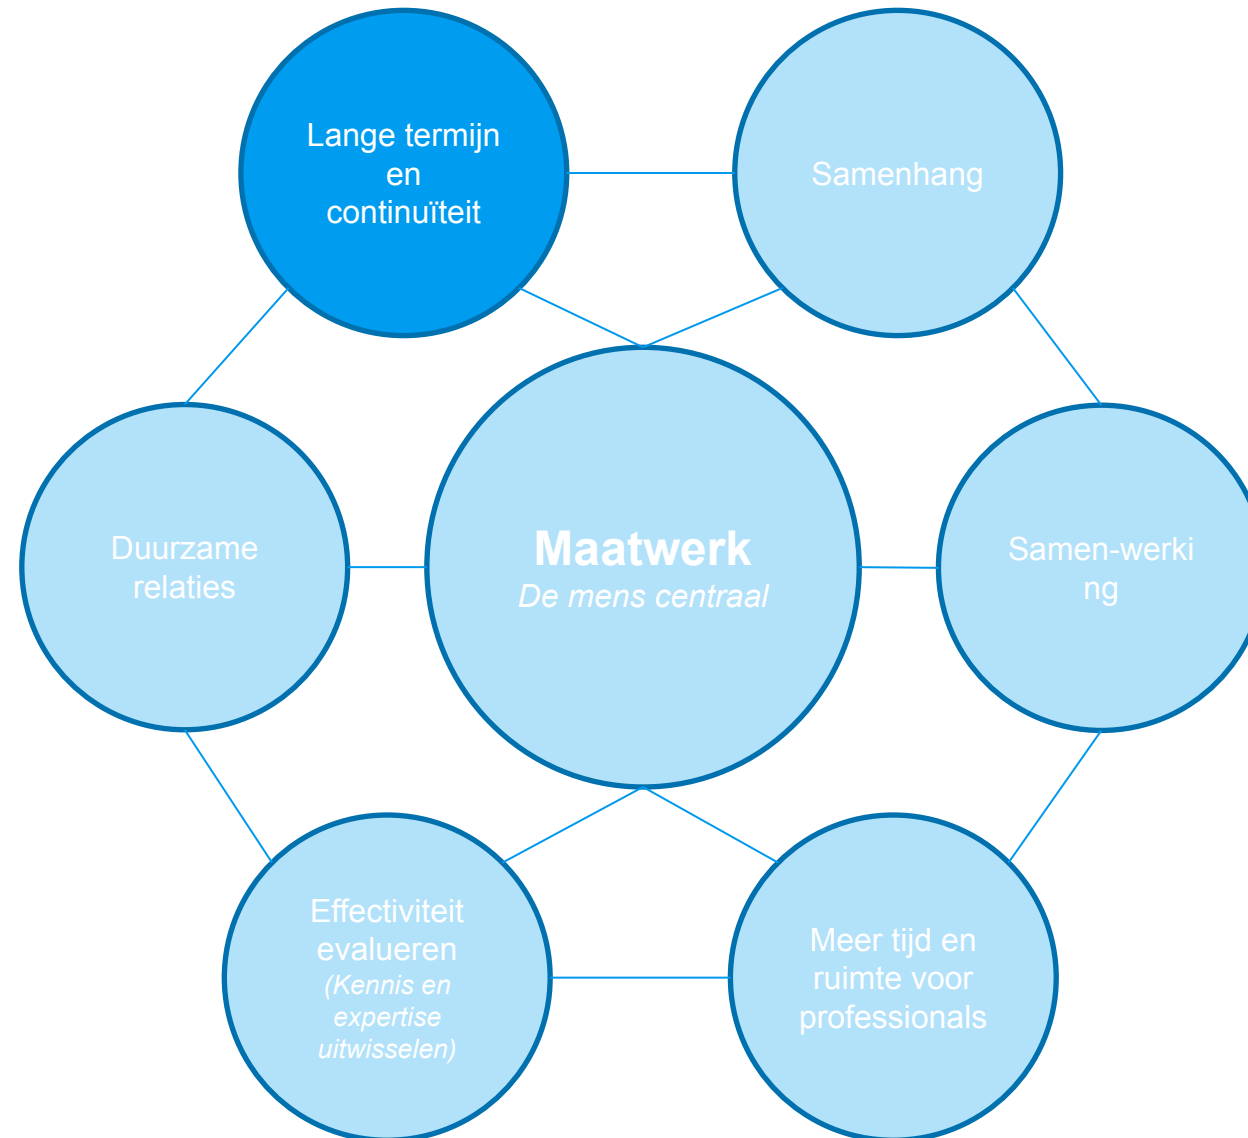 Lange termijn
en
continuïteit
Samenhang
Duurzame
relaties
Maatwerk
De mens centraal
Samen-werki
ng
Effectiviteit
evalueren
(Kennis en
expertise
uitwisselen)
Meer tijd en
ruimte voor
professionals